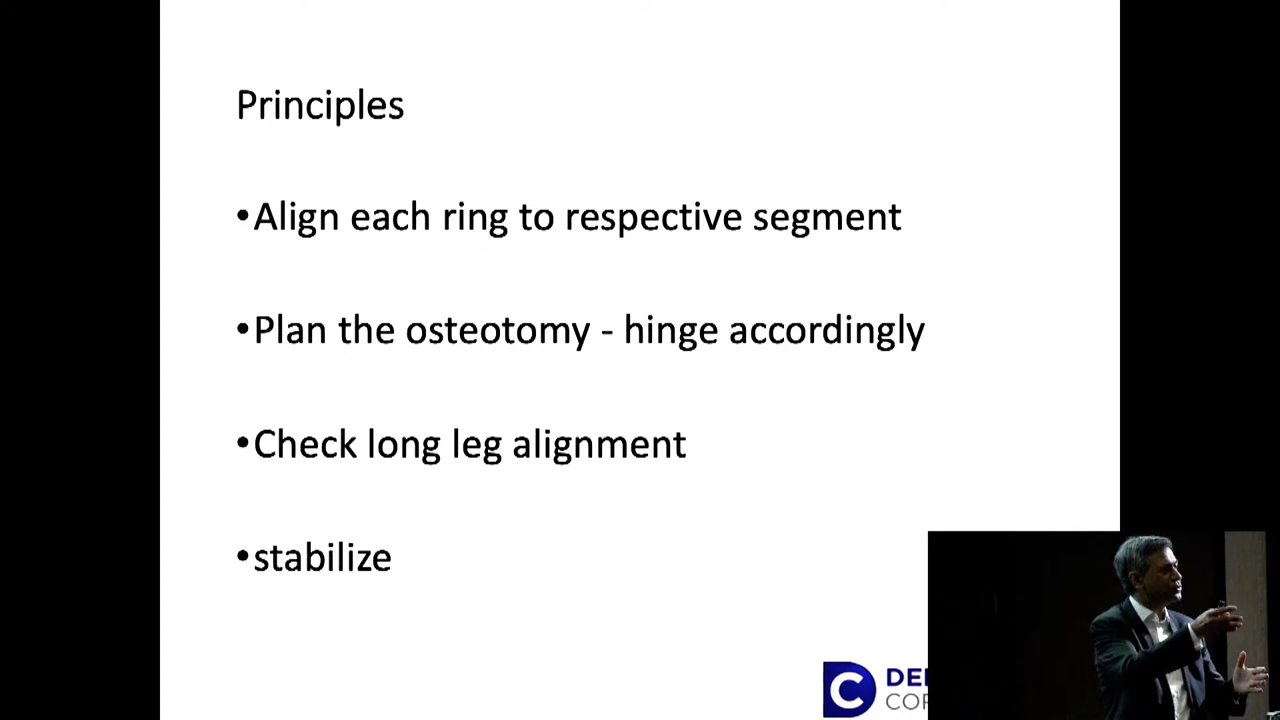 Principles
•Align each ring to respective segment
•Plan the osteotomy - hinge accordingly
•Check long leg alignment
•stabilize